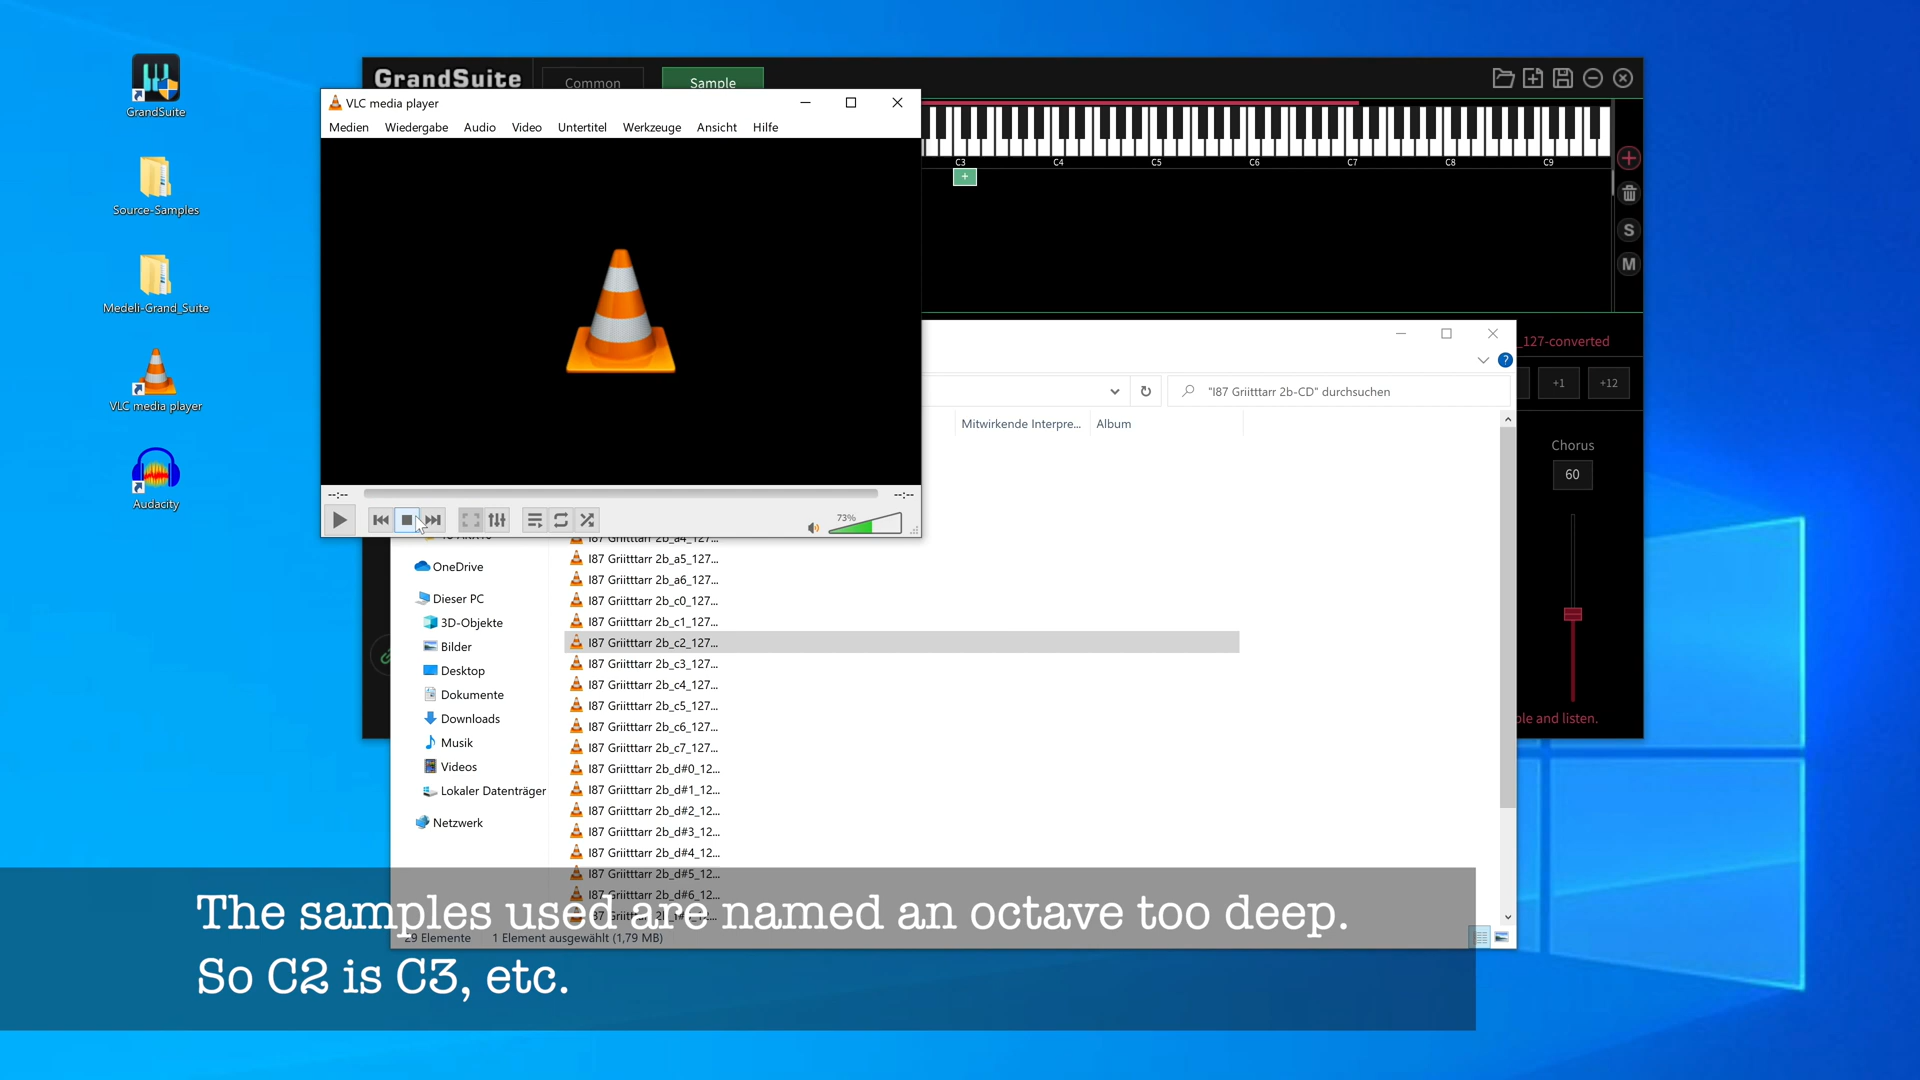 GrandSuite
Source-Samples
Medeli-Grand_Suite
VLC media player
Audacity
GrandSuite
Common
Sample
C3
C4
C5
C6
C7
C8
C9
+
S
M
VLC media player
Medien Wiedergabe Audio Video Untertitel Werkzeuge Ansicht Hilfe
--:--
--:--
73%
_127-converted
+1
+12
Chorus
60
ple and listen.
"I87 Griitttarr 2b-CD" durchsuchen
Mitwirkende Interpre... Album
OneDrive
Dieser PC
3D-Objekte
Bilder
Desktop
Dokumente
Downloads
Musik
Videos
Lokaler Datenträger
Netzwerk
I87 Griitttarr 2b_a4_127...
I87 Griitttarr 2b_a5_127...
I87 Griitttarr 2b_a6_127...
I87 Griitttarr 2b_c0_127...
I87 Griitttarr 2b_c1_127...
I87 Griitttarr 2b_c2_127...
I87 Griitttarr 2b_c3_127...
I87 Griitttarr 2b_c4_127...
I87 Griitttarr 2b_c5_127...
I87 Griitttarr 2b_c6_127...
I87 Griitttarr 2b_c7_127...
I87 Griitttarr 2b_d#0_12...
I87 Griitttarr 2b_d#1_12...
I87 Griitttarr 2b_d#2_12...
I87 Griitttarr 2b_d#3_12...
I87 Griitttarr 2b_d#4_12...
I87 Griitttarr 2b_d#5_12...
I87 Griitttarr 2b_d#6_12...
29 Elemente 1 Element ausgewählt (1,79 MB)
The samples used are named an octave too deep.
So C2 is C3, etc.